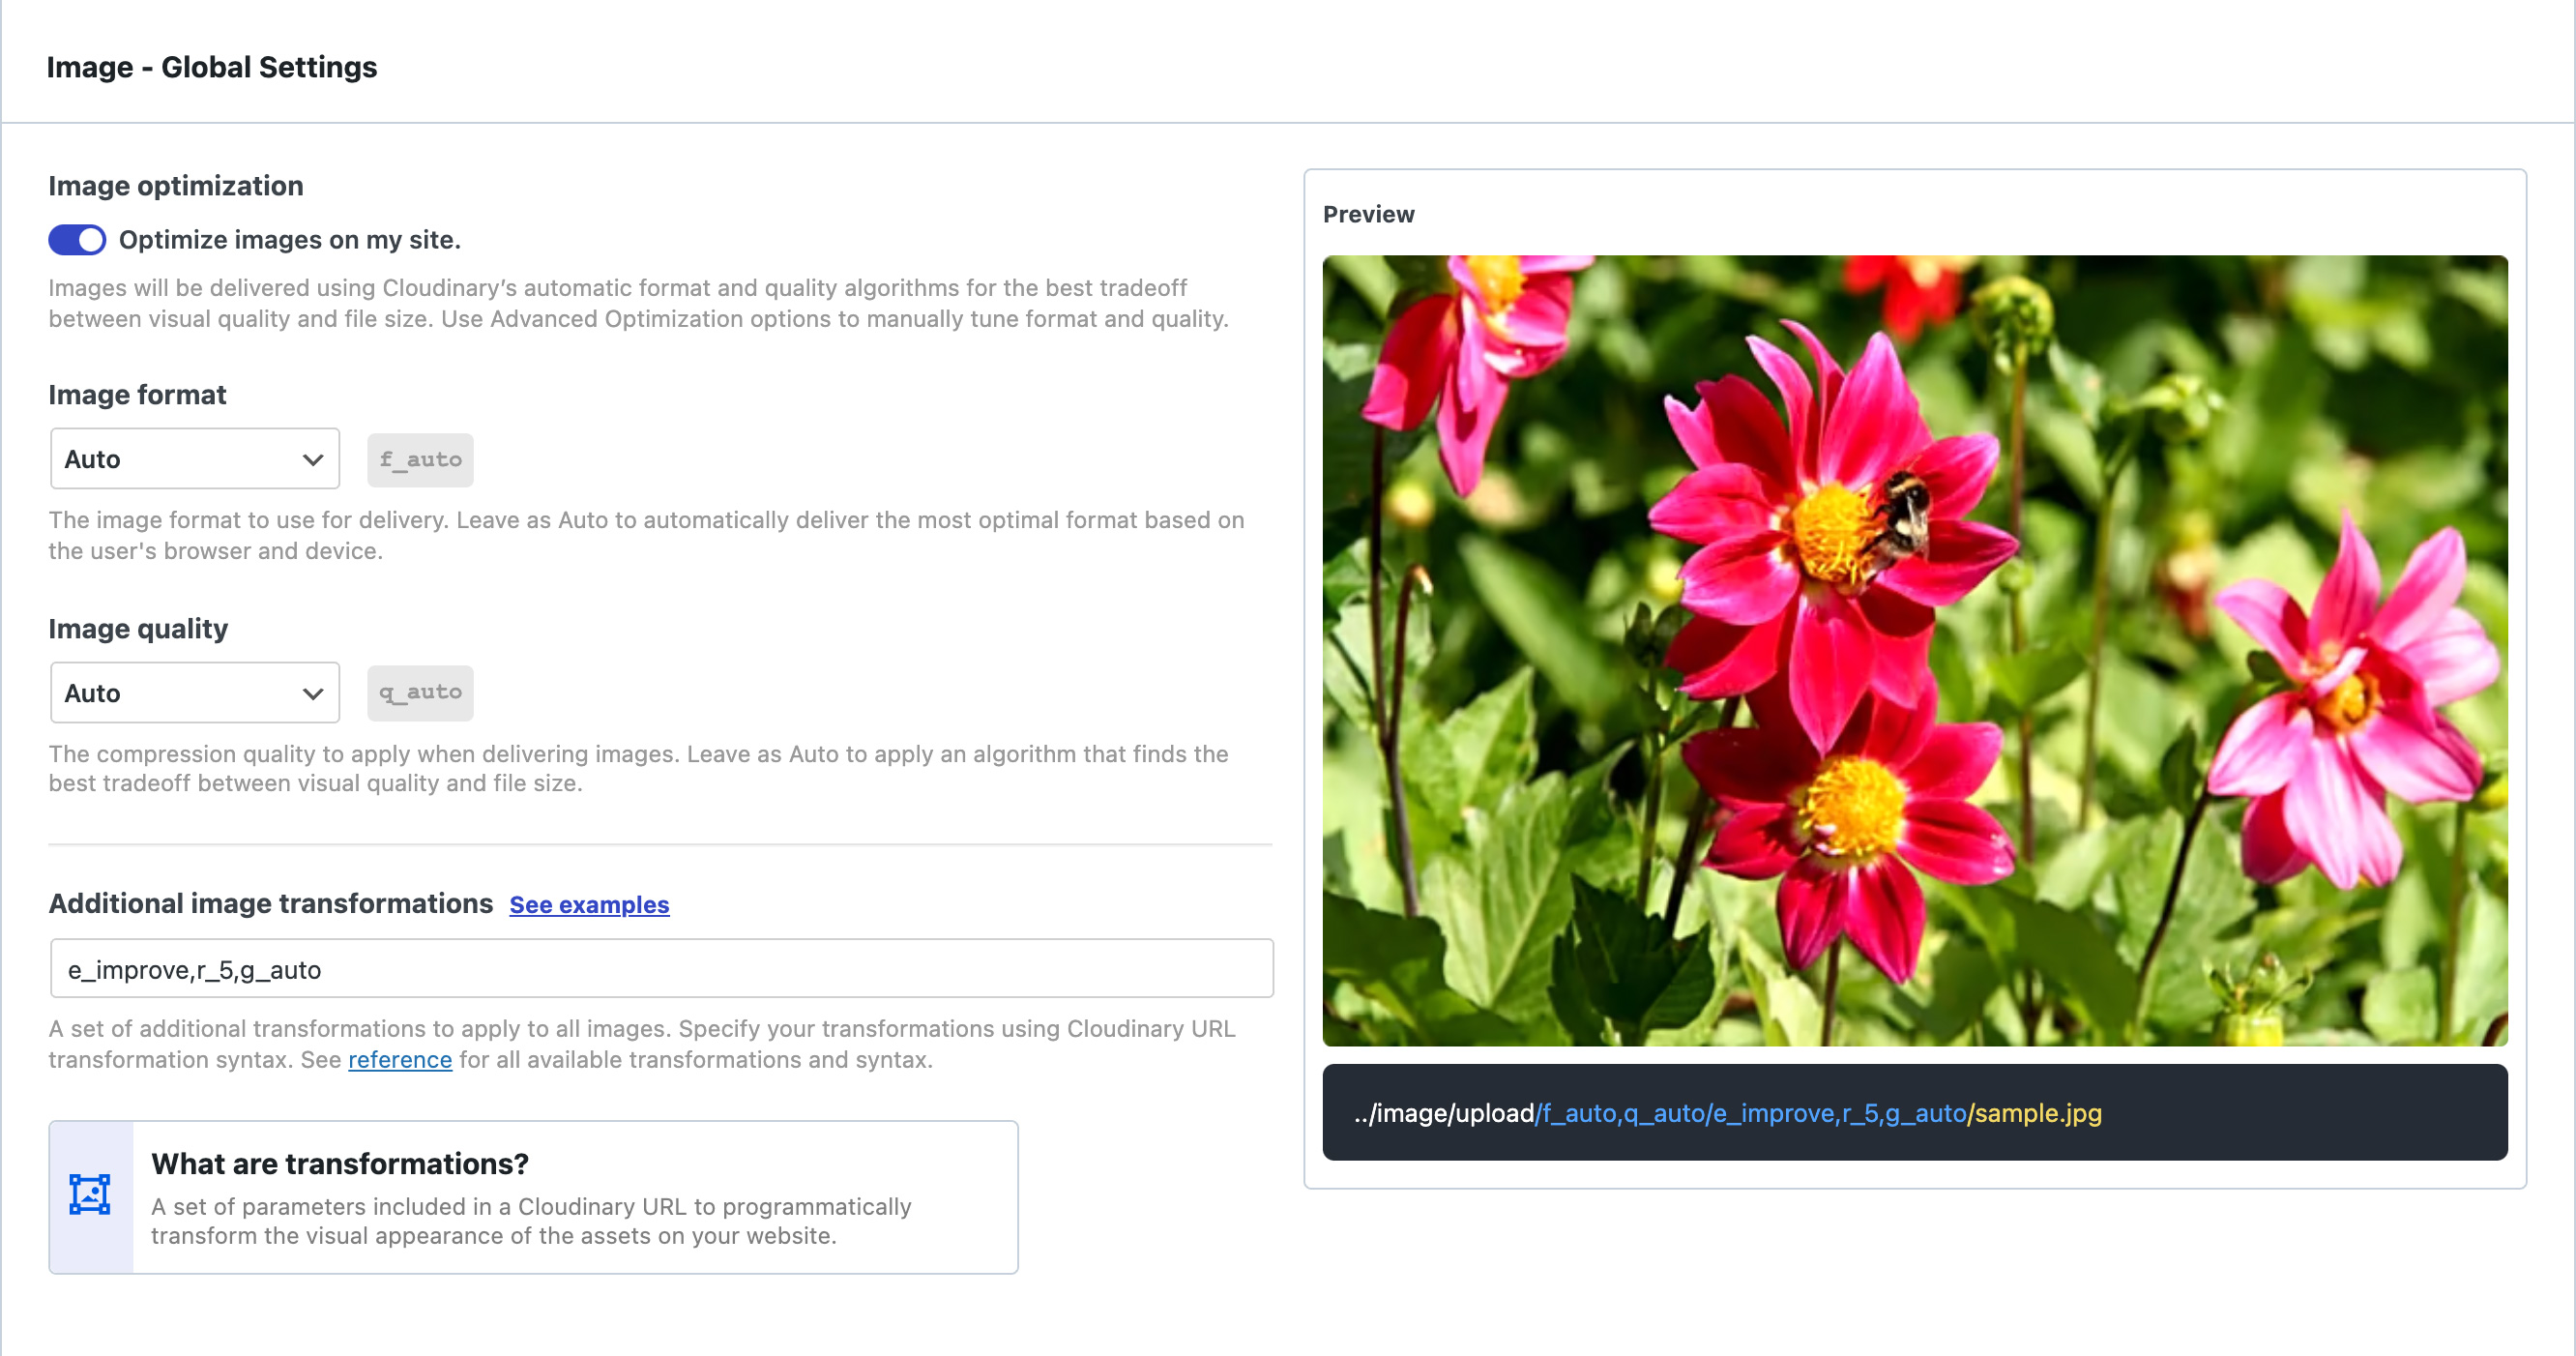 Image - Global Settings
Image optimization
Optimize images on my site.
Images will be delivered using Cloudinary’s automatic format and quality algorithms for the best tradeoff
between visual quality and file size. Use Advanced Optimization options to manually tune format and quality.
Image format
Auto
f_auto
The image format to use for delivery. Leave as Auto to automatically deliver the most optimal format based on
the user's browser and device.
Image quality
Auto
q_auto
The compression quality to apply when delivering images. Leave as Auto to apply an algorithm that finds the
best tradeoff between visual quality and file size.
Additional image transformations See examples
e_improve,r_5,g_auto
A set of additional transformations to apply to all images. Specify your transformations using Cloudinary URL
transformation syntax. See reference for all available transformations and syntax.
What are transformations?
A set of parameters included in a Cloudinary URL to programmatically
transform the visual appearance of the assets on your website.
Preview
../image/upload/f_auto,q_auto/e_improve,r_5,g_auto/sample.jpg